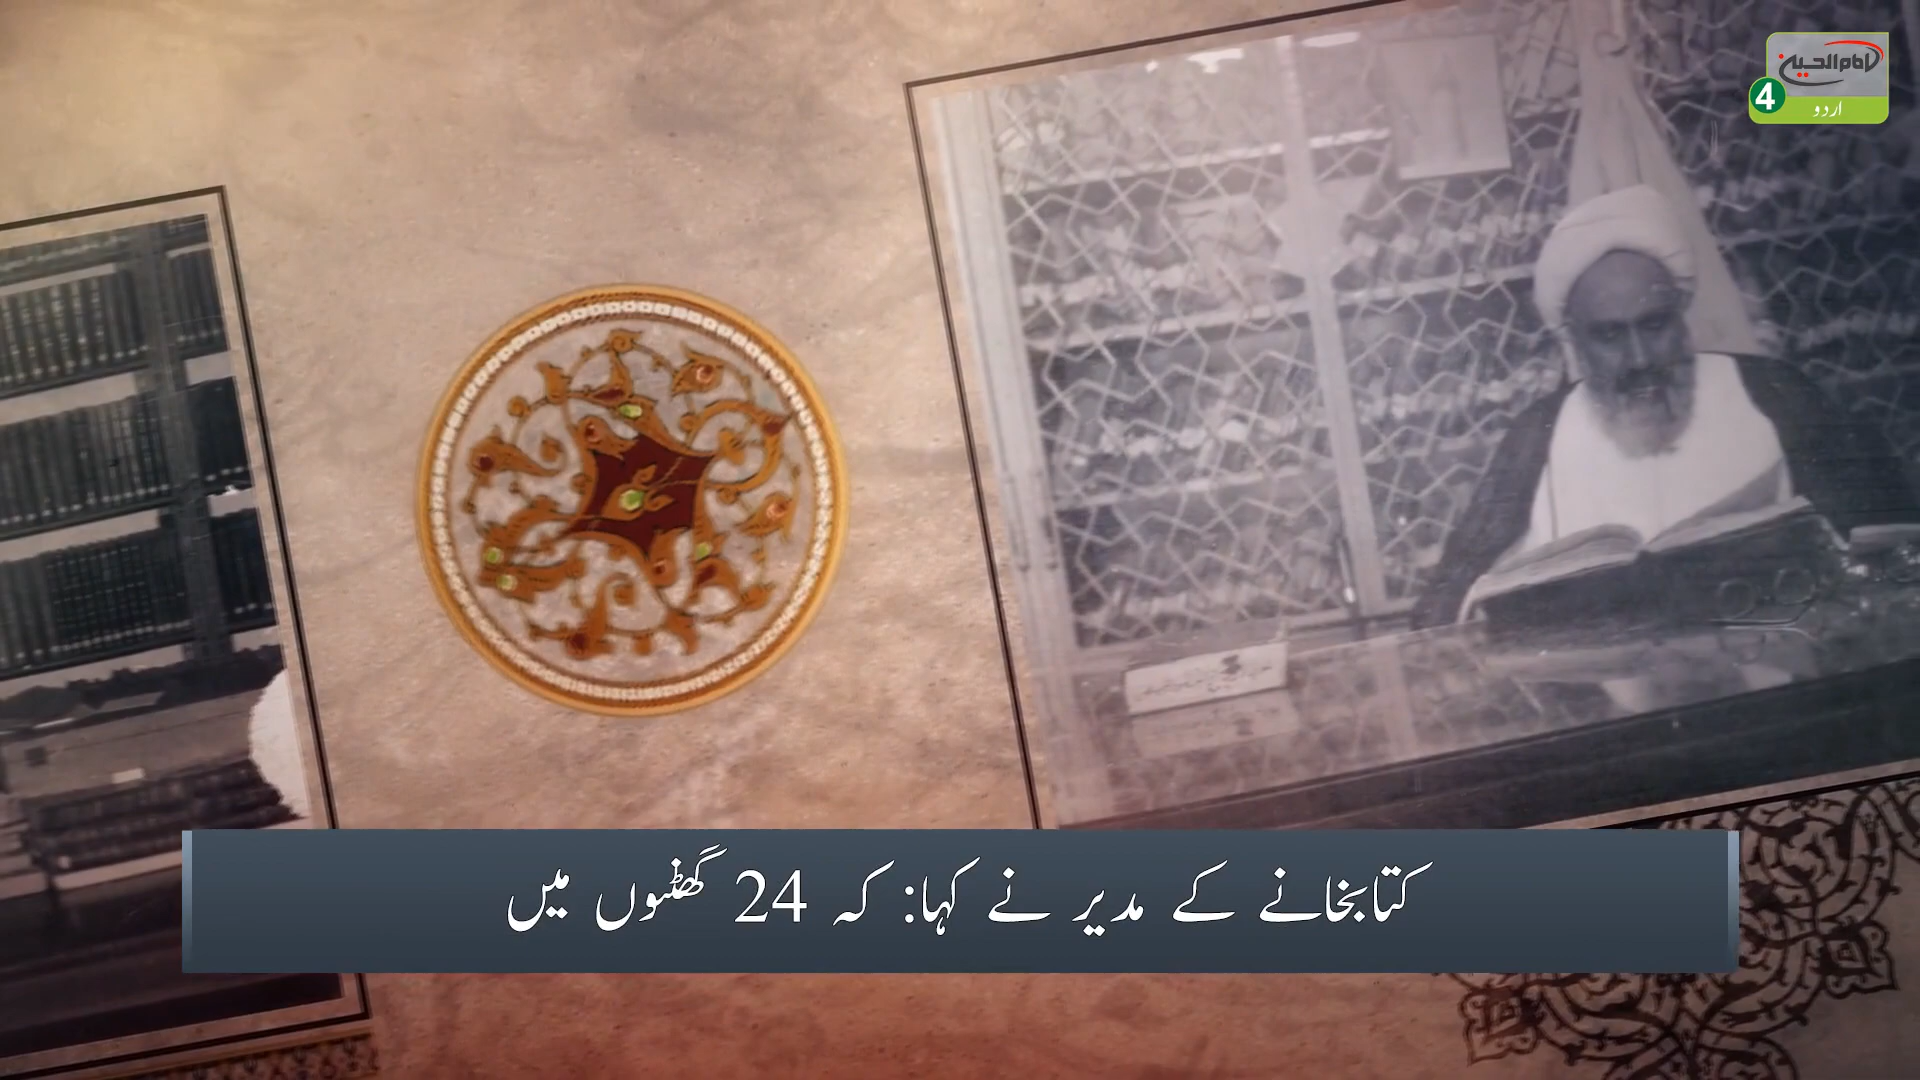 امام الحسین
4
اردو
کتابخانے کے مدیر نے کہا: کہ 24 گھنٹوں میں